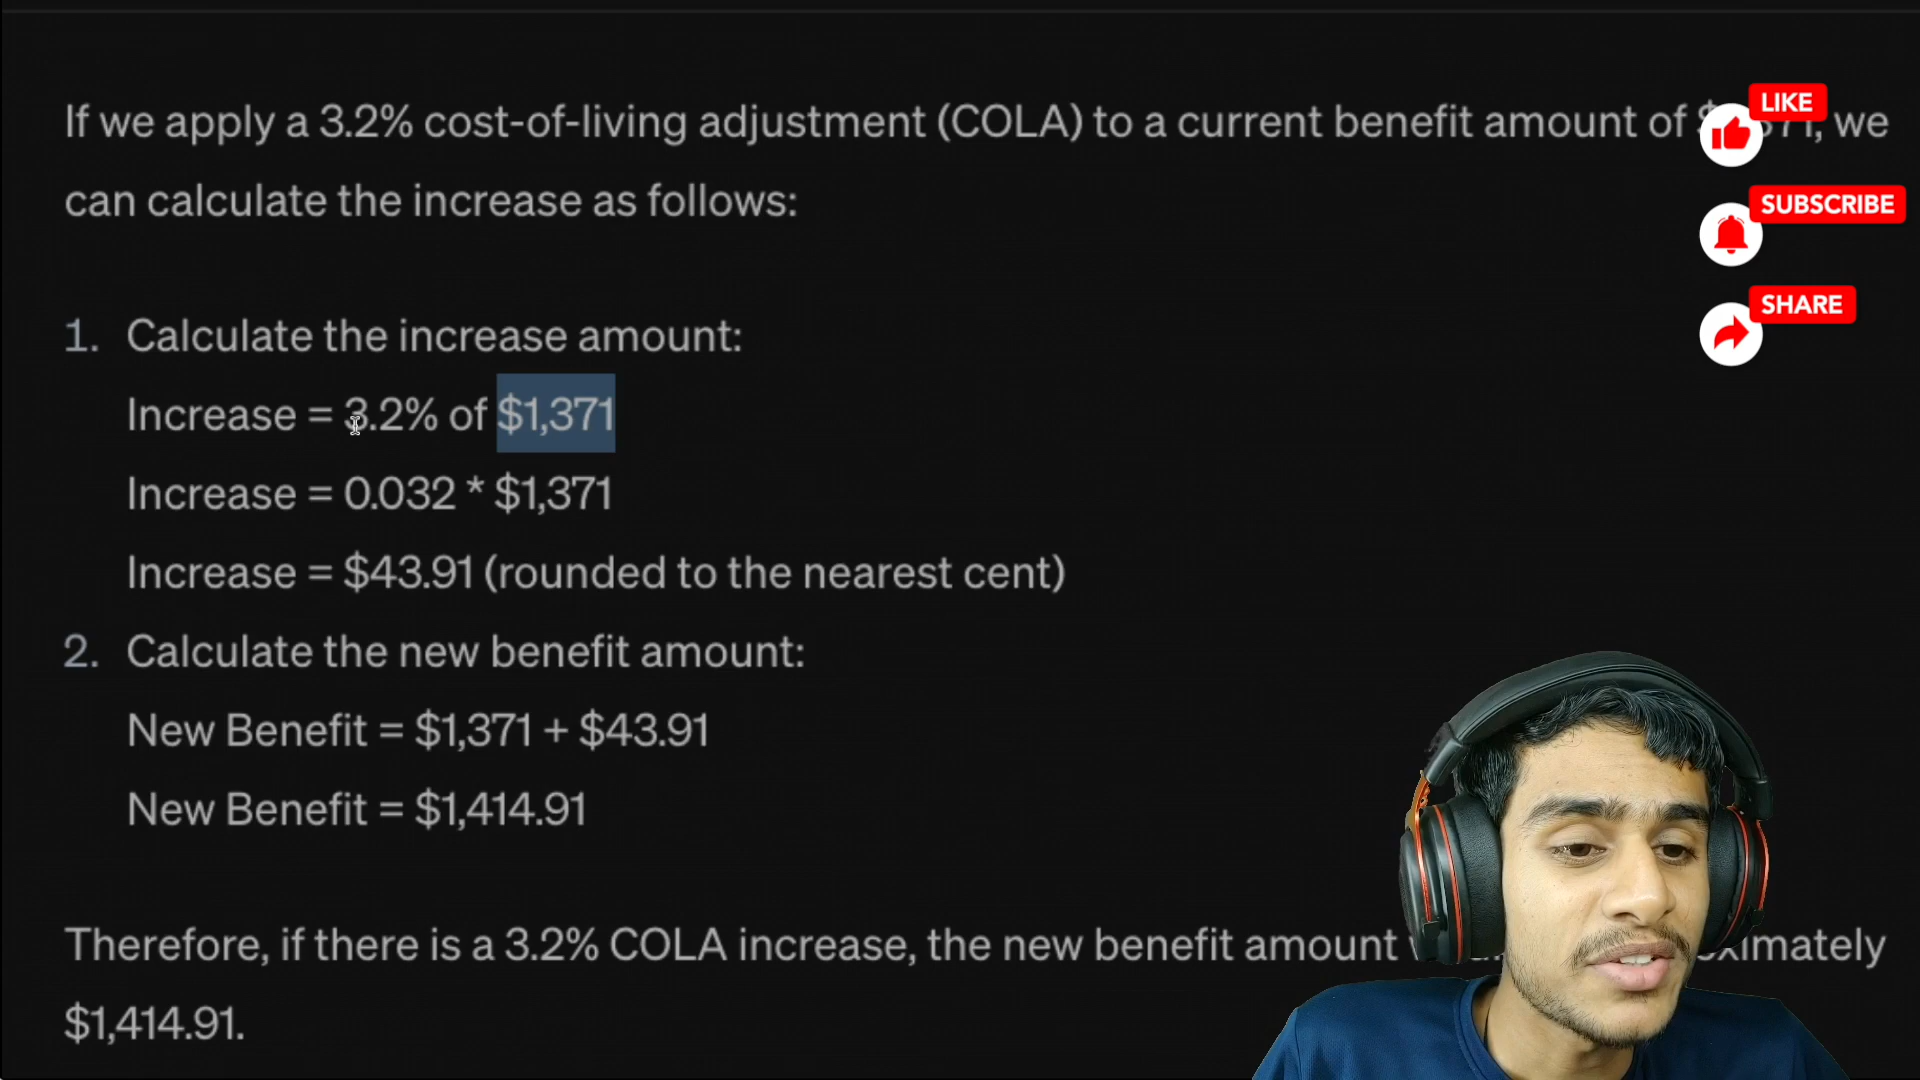 If we apply a 3.2% cost-of-living adjustment (COLA) to a current benefit amount of we
can calculate the increase as follows:
1. Calculate the increase amount:
Increase = 3.2% of $1,371
Increase = 0.032 * $1,371
Increase = $43.91 (rounded to the nearest cent)
2. Calculate the new benefit amount:
New Benefit = $1,371 + $43.91
New Benefit = $1,414.91
Therefore, if there is a 3.2% COLA increase, the new benefit amount
$1,414.91.
LIKE
SUBSCRIBE
SHARE